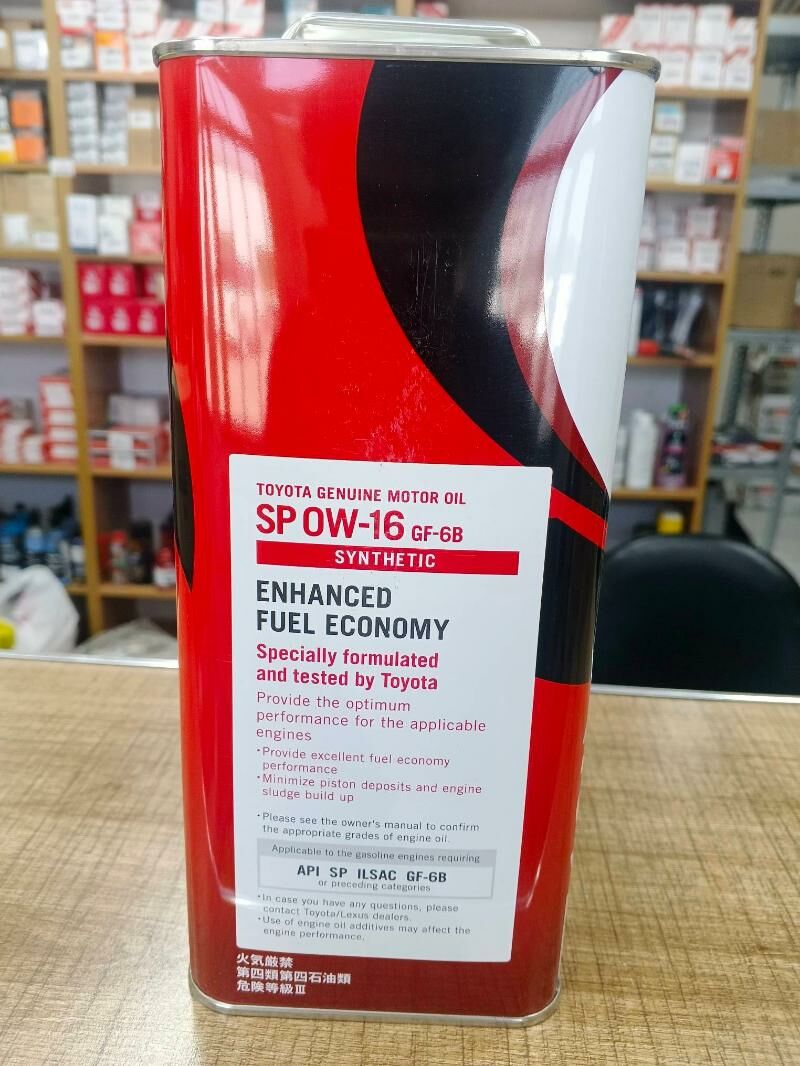 TOYOTA GENUINE MOTOR OIL
SP 0W-16 GF-6B
SYNTHETIC
ENHANCED
FUEL ECONOMY
Specially formulated
and tested by Toyota
Provide the optimum
performance for the applicable
engines
・Provide excellent fuel economy
performance
・Minimize piston deposits and engine
sludge build up
・Please see the owner's manual to confirm
the appropriate grades of engine oil.
Applicable to the gasoline engines requiring
API SP ILSAC GF-6B
or preceding categories
・In case you have any questions, please
contact Toyota/Lexus dealers.
・Use of engine oil additives may affect the
engine performance.
火気厳禁
第四類第四石油類
危険等級Ⅲ